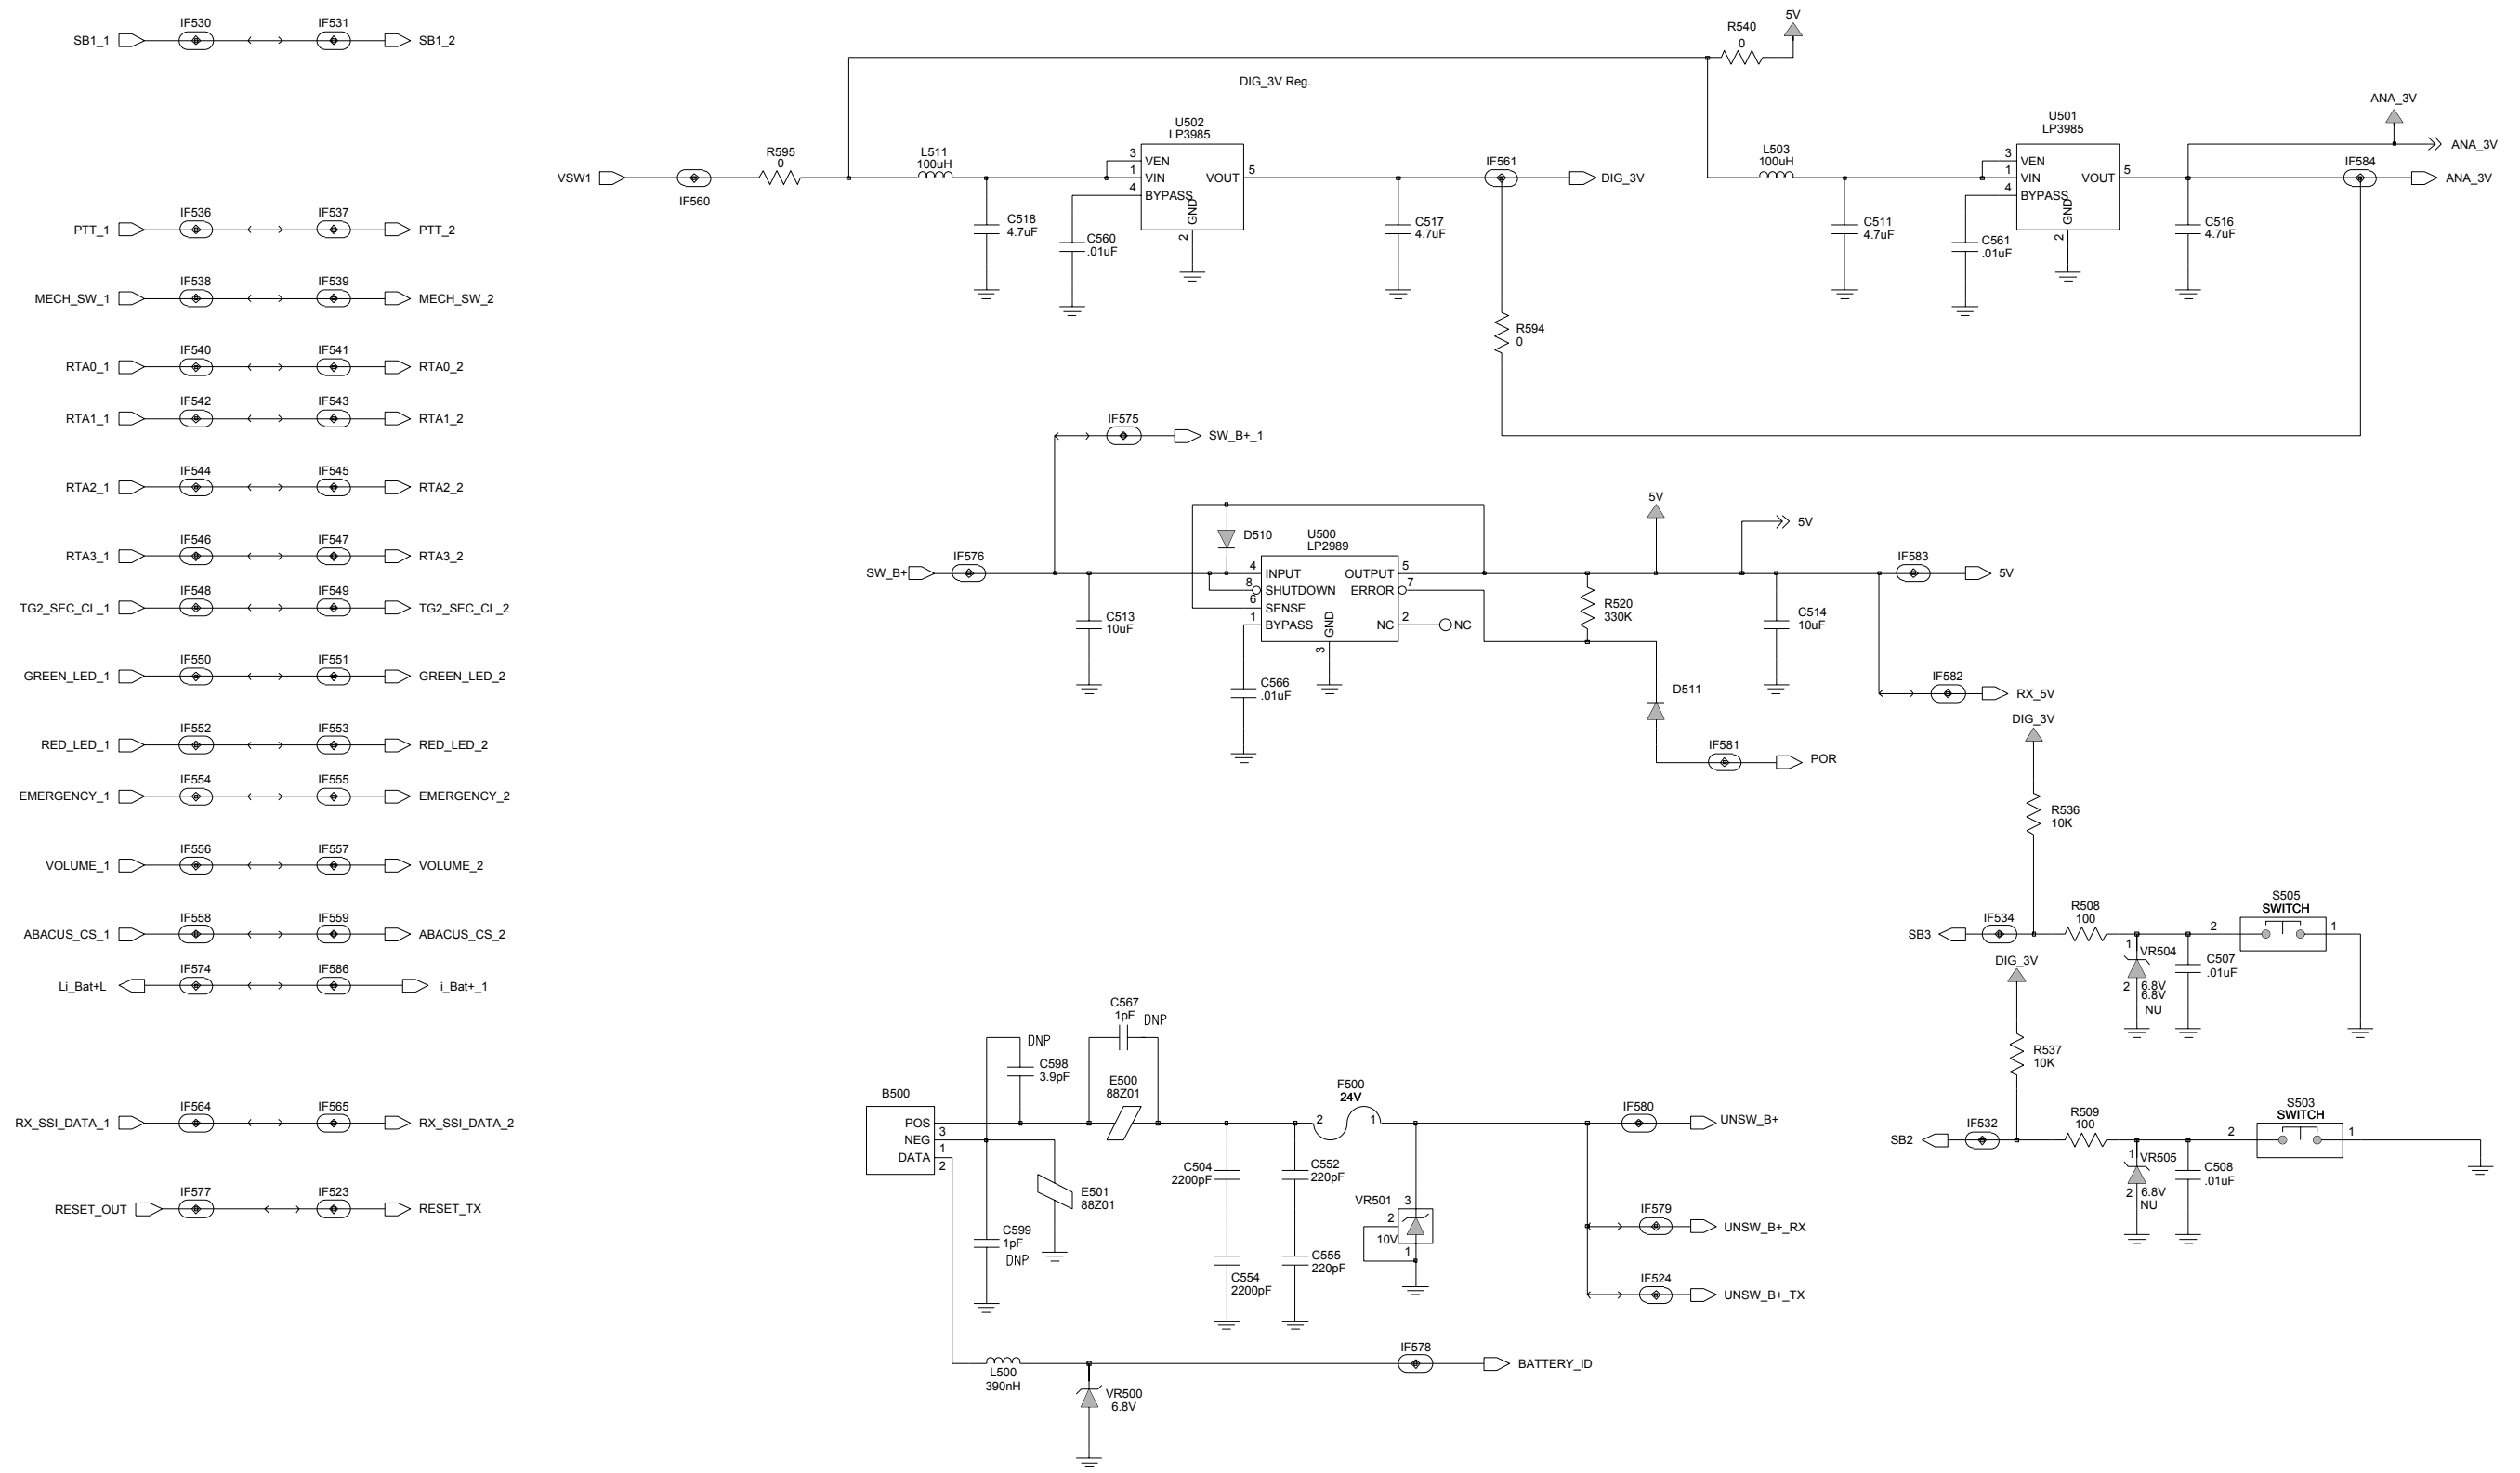 IF530 IF531
SB1_1 SB1_2
IF536 IF537
PTT_1 PTT_2
IF538 IF539
MECH_SW_1 MECH_SW_2
IF540 IF541
RTA0_1 RTA0_2
IF542 IF543
RTA1_1 RTA1_2
IF544 IF545
RTA2_1 RTA2_2
IF546 IF547
RTA3_1 RTA3_2
IF548 IF549
TG2_SEC_CL_1 TG2_SEC_CL_2
IF550 IF551
GREEN_LED_1 GREEN_LED_2
IF552 IF553
RED_LED_1 RED_LED_2
IF554 IF555
EMERGENCY_1 EMERGENCY_2
IF556 IF557
VOLUME_1 VOLUME_2
IF558 IF559
ABACUS_CS_1 ABACUS_CS_2
IF574 IF586
Li_Bat+L i_Bat+_1
IF564 IF565
RX_SSI_DATA_1 RX_SSI_DATA_2
IF577 IF523
RESET_OUT RESET_TX
5V
R540
0
DIG_3V Reg.
VSW1
IF560
R595
0
L511
100uH
C518
4.7uF
C560
.01uF
U502
LP3985
3 VEN
1 VIN
4 BYPASS
VOUT 5
GND
2
C517
4.7uF
IF561
DIG_3V
R594
0
L503
100uH
C511
4.7uF
C561
.01uF
U501
LP3985
3 VEN
1 VIN
4 BYPASS
VOUT 5
GND
2
C516
4.7uF
ANA_3V
ANA_3V
IF584
ANA_3V
IF575
SW_B+_1
SW_B+
IF576
C513
10uF
D510
U500
LP2989
4 INPUT
8 SHUTDOWN
6 SENSE
1 BYPASS
OUTPUT 5
ERROR 7
NC 2
NC
GND
3
C566
.01uF
5V
5V
R520
330K
C514
10uF
IF583
5V
IF582
RX_5V
D511
IF581
POR
DIG_3V
R536
10K
SB3
IF534
R508
100
1
VR504
2
6.8V
6.8V
NU
C507
.01uF
S505
SWITCH
2 1
DIG_3V
R537
10K
SB2
IF532
R509
100
1
VR505
2
6.8V
NU
C508
.01uF
S503
SWITCH
2 1
B500
POS
3
NEG
1
DATA
2
DNP
C598
3.9pF
C567
1pF
DNP
E500
88Z01
E501
88Z01
C599
1pF
DNP
C504
2200pF
C554
2200pF
C552
220pF
C555
220pF
F500
24V
2 1
VR501
3
2
10V
1
IF580
UNSW_B+
IF579
UNSW_B+_RX
IF524
UNSW_B+_TX
L500
390nH
VR500
6.8V
IF578
BATTERY_ID